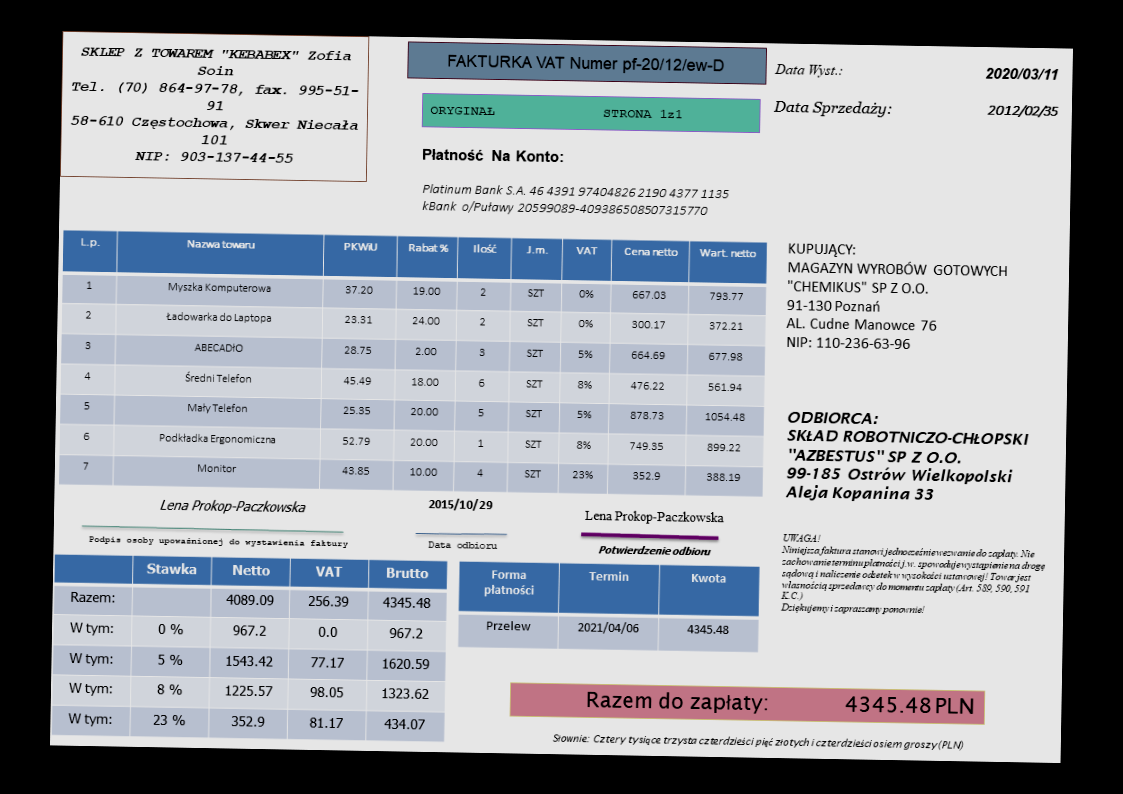 SKLEP Z TOWAREM "KEBABEX" Zofia
Soin
Tel. (70) 864-97-78, fax. 995-51-
91
58-610 Częstochowa, Skwer Niecała
101
NIP: 903-137-44-55
FAKTURKA VAT Numer pf-20/12/ew-D
ORYGINAŁ STRONA 1z1
Data Wyst.: 2020/03/11
Data Sprzedaży: 2012/02/35
Płatność Na Konto:
Platinum Bank S.A. 46 4391 97404826 2190 4377 1135
kBank o/Puławy 20599089-409386508507315770
L.p. Nazwa towaru PKWiU Rabat % Ilość J.m. VAT Cena netto Wart. netto
1 Myszka Komputerowa 37.20 19.00 2 SZT 0% 667.03 793.77
2 Ładowarka do Laptopa 23.31 24.00 2 SZT 0% 300.17 372.21
3 ABECADŁO 28.75 2.00 3 SZT 5% 664.69 677.98
4 Średni Telefon 45.49 18.00 6 SZT 8% 476.22 561.94
5 Mały Telefon 25.35 20.00 5 SZT 5% 878.73 1054.48
6 Podkładka Ergonomiczna 52.79 20.00 1 SZT 8% 749.35 899.22
7 Monitor 43.85 10.00 4 SZT 23% 352.9 388.19
KUPUJĄCY:
MAGAZYN WYROBÓW GOTOWYCH
"CHEMIKUS" SP Z O.O.
91-130 Poznań
AL. Cudne Manowce 76
NIP: 110-236-63-96
ODBIORCA:
SKŁAD ROBOTNICZO-CHŁOPSKI
"AZBESTUS" SP Z O.O.
99-185 Ostrów Wielkopolski
Aleja Kopanina 33
Lena Prokop-Paczkowska
Podpis osoby upoważnionej do wystawienia faktury
2015/10/29
Data odbioru
Lena Prokop-Paczkowska
Potwierdzenie odbioru
UWAGA!
Niniejsza faktura stanowi jednocześnie wezwanie do zapłaty. Nie
zachowanie terminu płatności j.w. spowoduje wystąpienie na drogę
sądową i naliczenie odsetek w wysokości ustawowej! Towar jest
własnością sprzedawcy do momentu zapłaty (Art. 589, 590, 591
K.C.)
Dziękujemy i zapraszamy ponownie!
Stawka Netto VAT Brutto
Razem: 4089.09 256.39 4345.48
W tym: 0 % 967.2 0.0 967.2
W tym: 5 % 1543.42 77.17 1620.59
W tym: 8 % 1225.57 98.05 1323.62
W tym: 23 % 352.9 81.17 434.07
Forma płatności Termin Kwota
Przelew 2021/04/06 4345.48
Razem do zapłaty: 4345.48 PLN
Słownie: Cztery tysiące trzysta czterdzieści pięć złotych i czterdzieści osiem groszy (PLN)